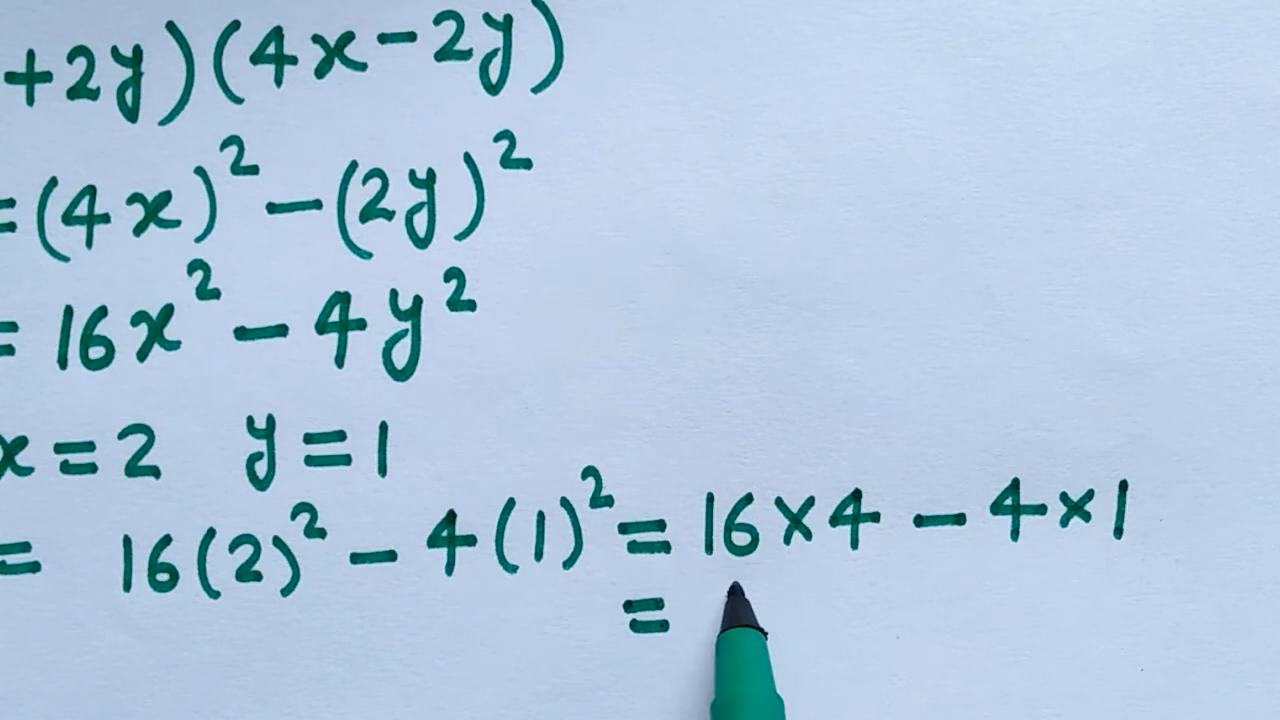 +2y)(4x-2y)
=(4x)²-(2y)²
= 16x² - 4y²
x=2 y=1
= 16(2)² - 4(1)² = 16×4 - 4×1
=